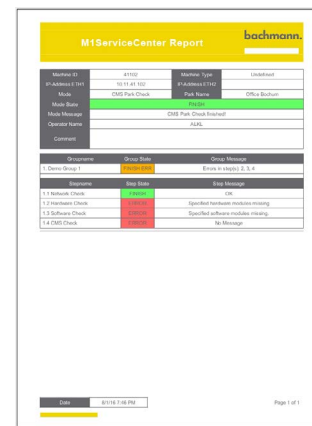 M1ServiceCenter Report
bachmann.
Machine ID 41102 Machine Type Undefined
IP-Address ETH1 10.11.41.102 IP-Address ETH2
Mode CMS Park Check Park Name Office Bochum
Mode State FINISH
Mode Message CMS Park Check finished!
Operator Name ALKL
Comment
Groupname Group State Group Message
1. Demo Group 1 FINISH ERR Errors in step(s): 2, 3, 4
Stepname Step State Step Message
1.1 Network Check FINISH OK
1.2 Hardware Check ERROR Specified hardware modules missing.
1.3 Software Check ERROR Specified software modules missing.
1.4 CMS Check ERROR No Message
Date 8/1/16 7:48 PM Page 1 of 1